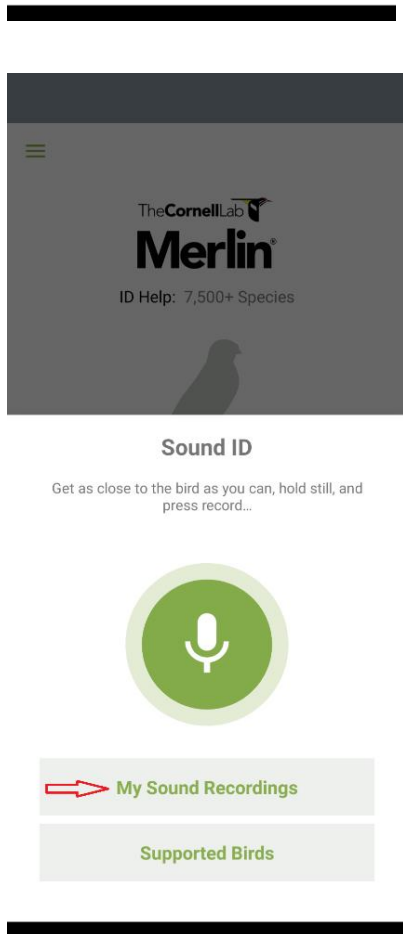 TheCornellLab
Merlin®
ID Help: 7,500+ Species
Sound ID
Get as close to the bird as you can, hold still, and
press record...
My Sound Recordings
Supported Birds